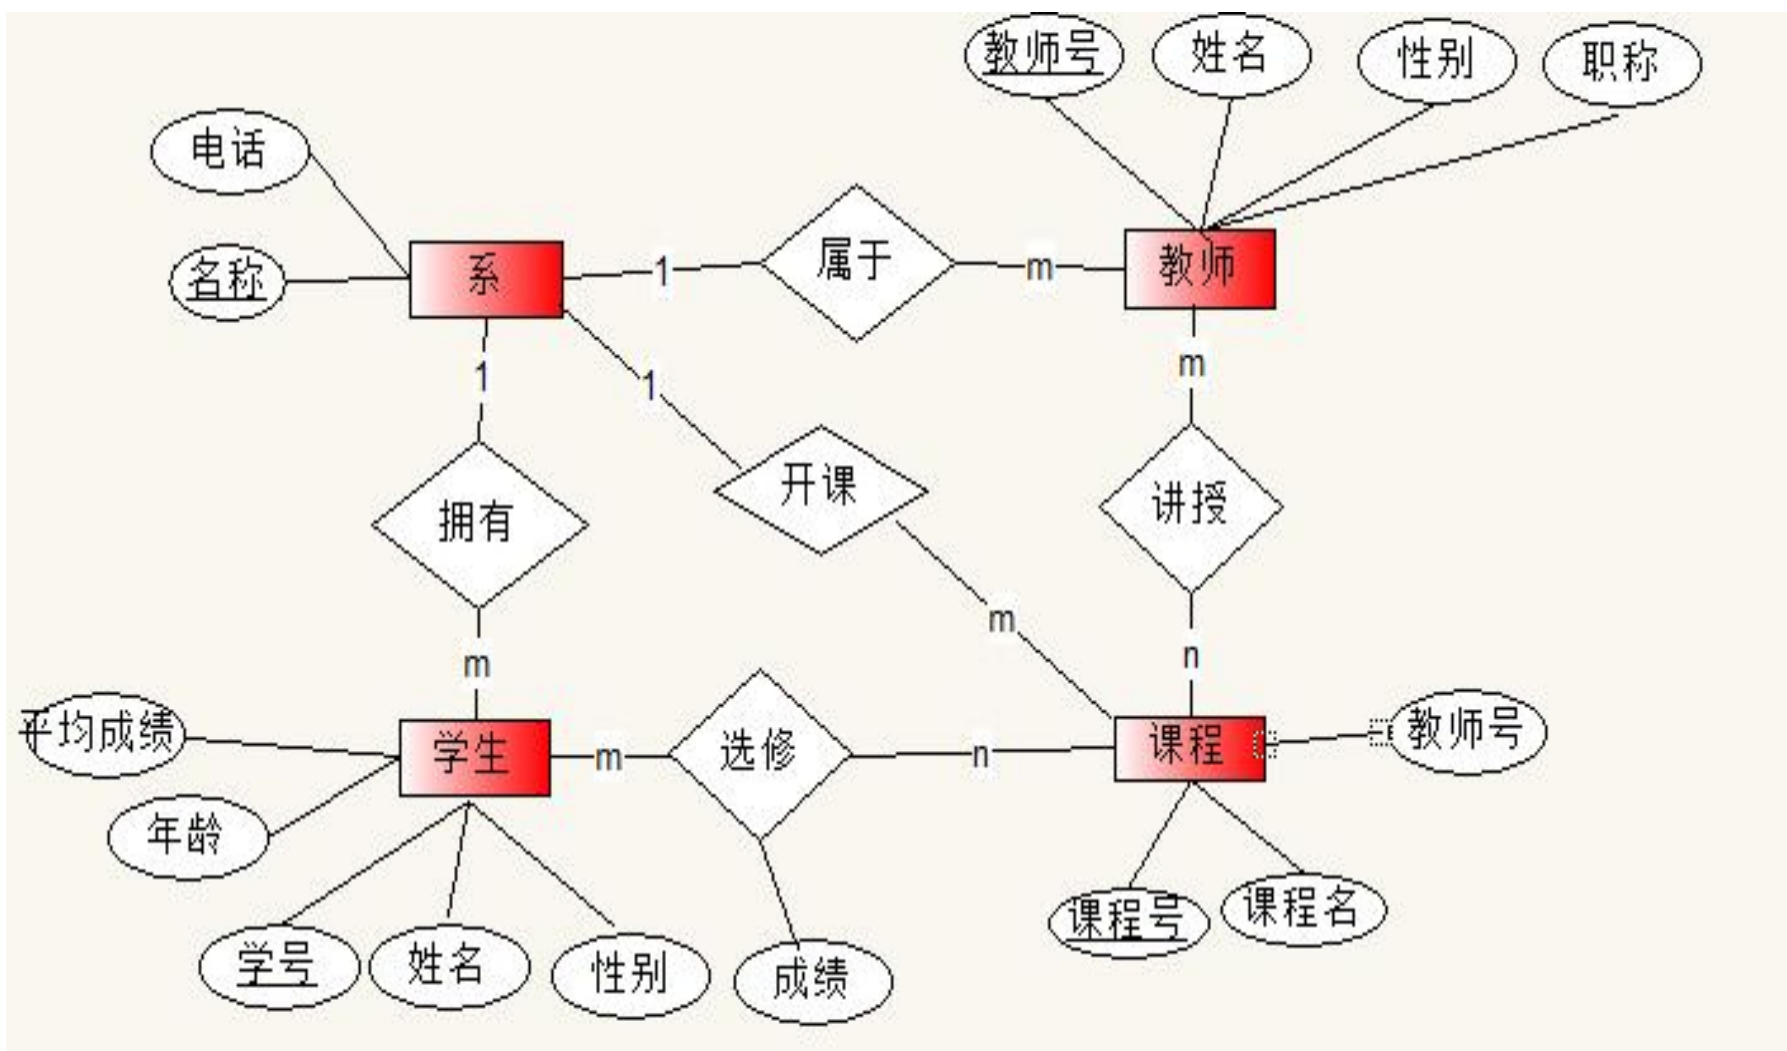 教师号
姓名
性别
职称
电话
名称
系
1
属于
m
教师
1
1
m
拥有
开课
讲授
m
m
n
平均成绩
学生
m
选修
n
课程
教师号
年龄
学号
姓名
性别
成绩
课程号
课程名